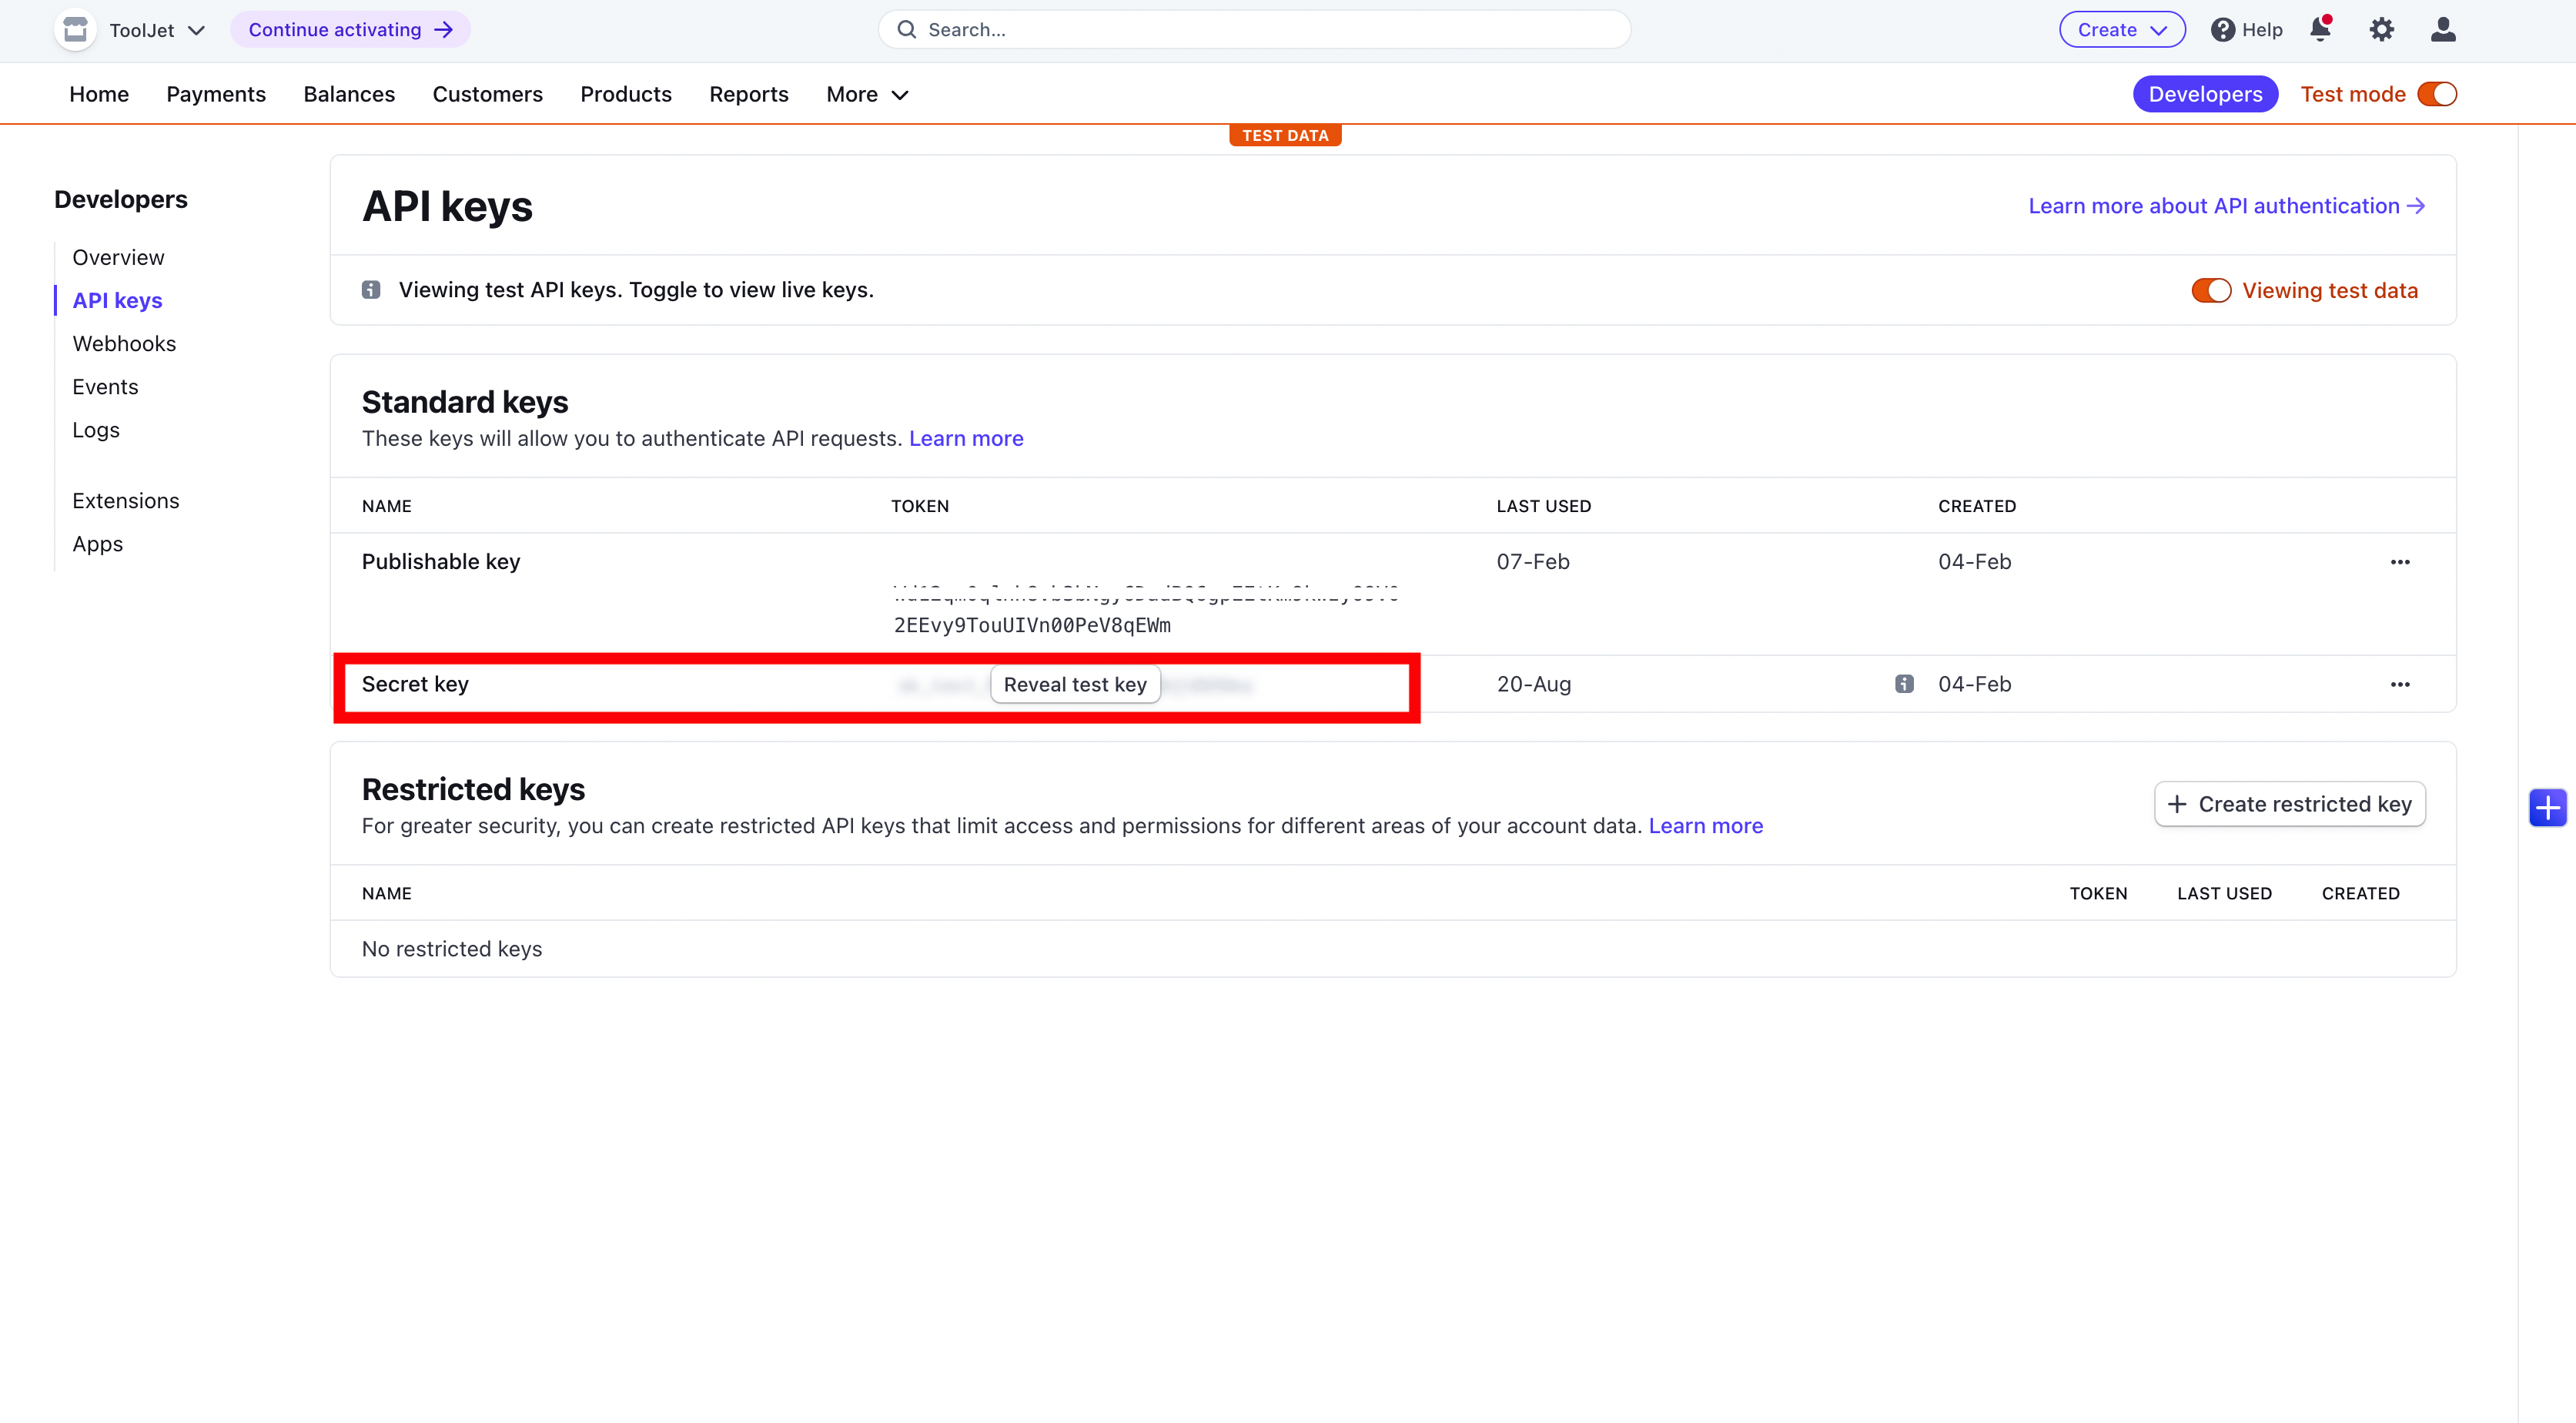 ToolJet
Continue activating →
Search...
Create
Help
Home Payments Balances Customers Products Reports More
Developers Test mode
TEST DATA
Developers
Overview
API keys
Webhooks
Events
Logs
Extensions
Apps
API keys
Learn more about API authentication →
Viewing test API keys. Toggle to view live keys.
Viewing test data
Standard keys
These keys will allow you to authenticate API requests. Learn more
NAME TOKEN LAST USED CREATED
Publishable key 07-Feb 04-Feb
2EEvy9TouUIVn00PeV8qEWm
Secret key Reveal test key 20-Aug 04-Feb
Restricted keys
For greater security, you can create restricted API keys that limit access and permissions for different areas of your account data. Learn more
+ Create restricted key
NAME TOKEN LAST USED CREATED
No restricted keys